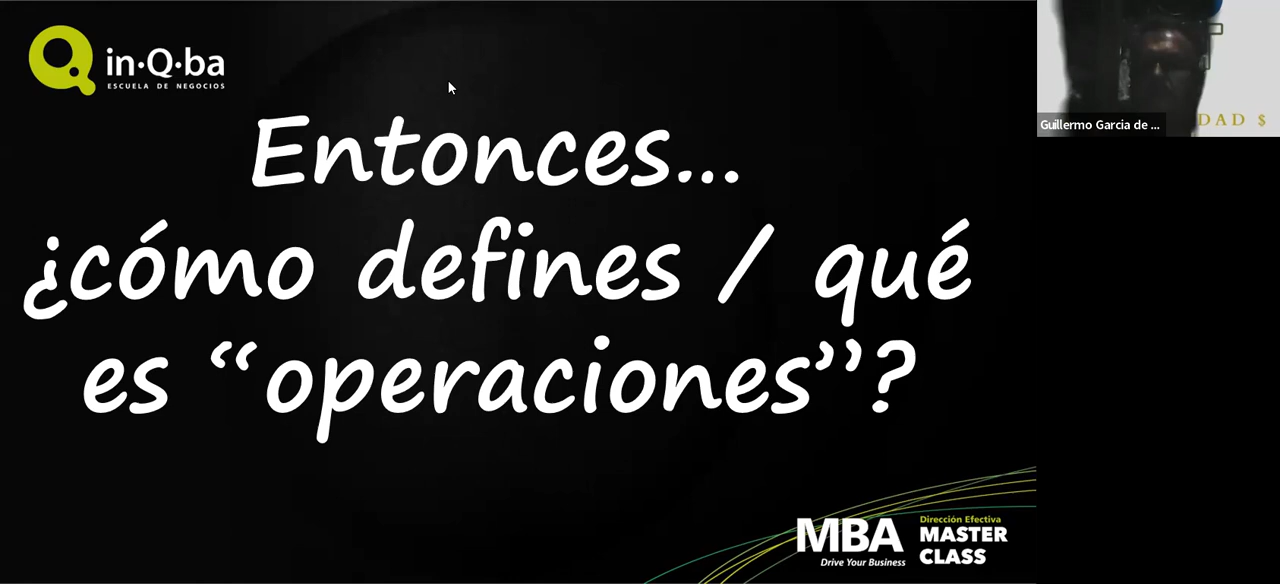 in·Q·ba
ESCUELA DE NEGOCIOS
Entonces...
¿cómo defines / qué
es “operaciones”?
MBA
Drive Your Business
Dirección Efectiva
MASTER
CLASS
DAD $
Guillermo Garcia de ...